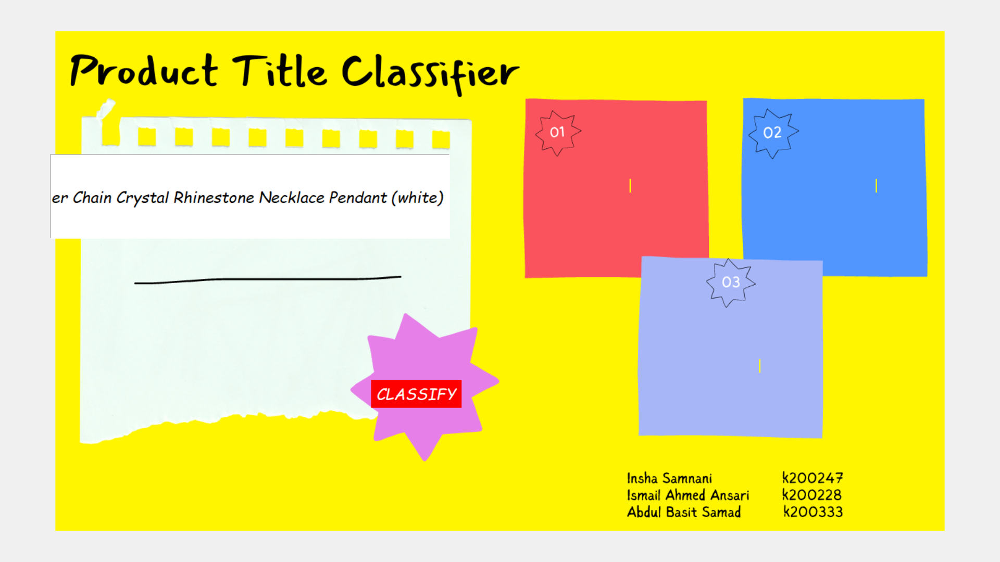 Product Title Classifier
er Chain Crystal Rhinestone Necklace Pendant (white)
CLASSIFY
01
02
03
Insha Samnani k200247
Ismail Ahmed Ansari k200228
Abdul Basit Samad k200333